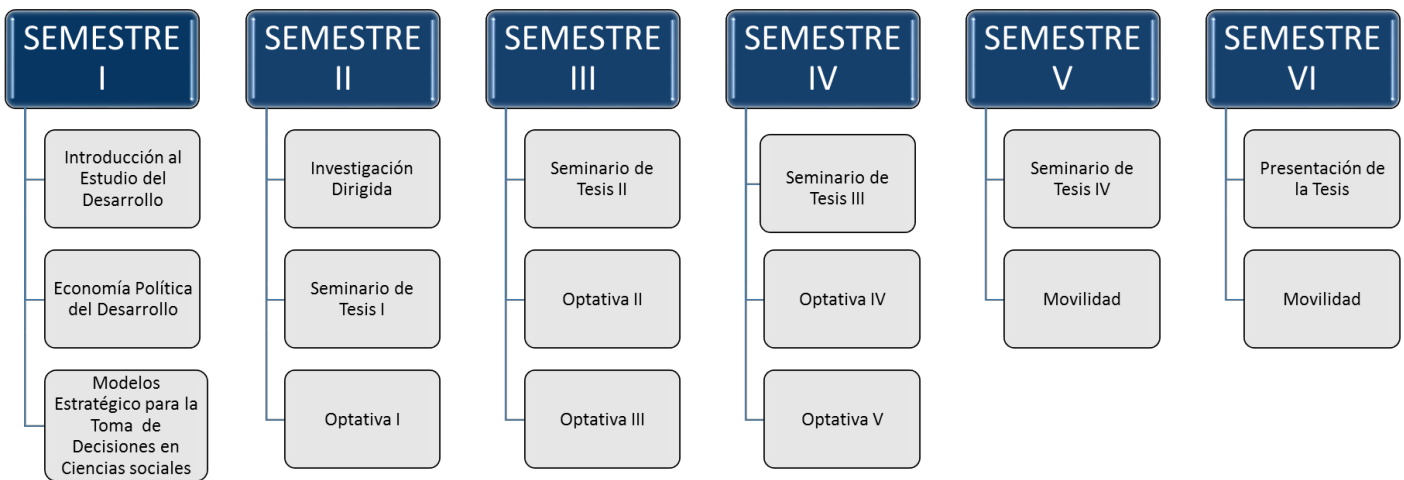 SEMESTRE
I
Introducción al
Estudio del
Desarrollo
Economía Política
del Desarrollo
Modelos
Estratégico para la
Toma de
Decisiones en
Ciencias sociales
SEMESTRE
II
Investigación
Dirigida
Seminario de
Tesis I
Optativa I
SEMESTRE
III
Seminario de
Tesis II
Optativa II
Optativa III
SEMESTRE
IV
Seminario de
Tesis III
Optativa IV
Optativa V
SEMESTRE
V
Seminario de
Tesis IV
Movilidad
SEMESTRE
VI
Presentación de
la Tesis
Movilidad